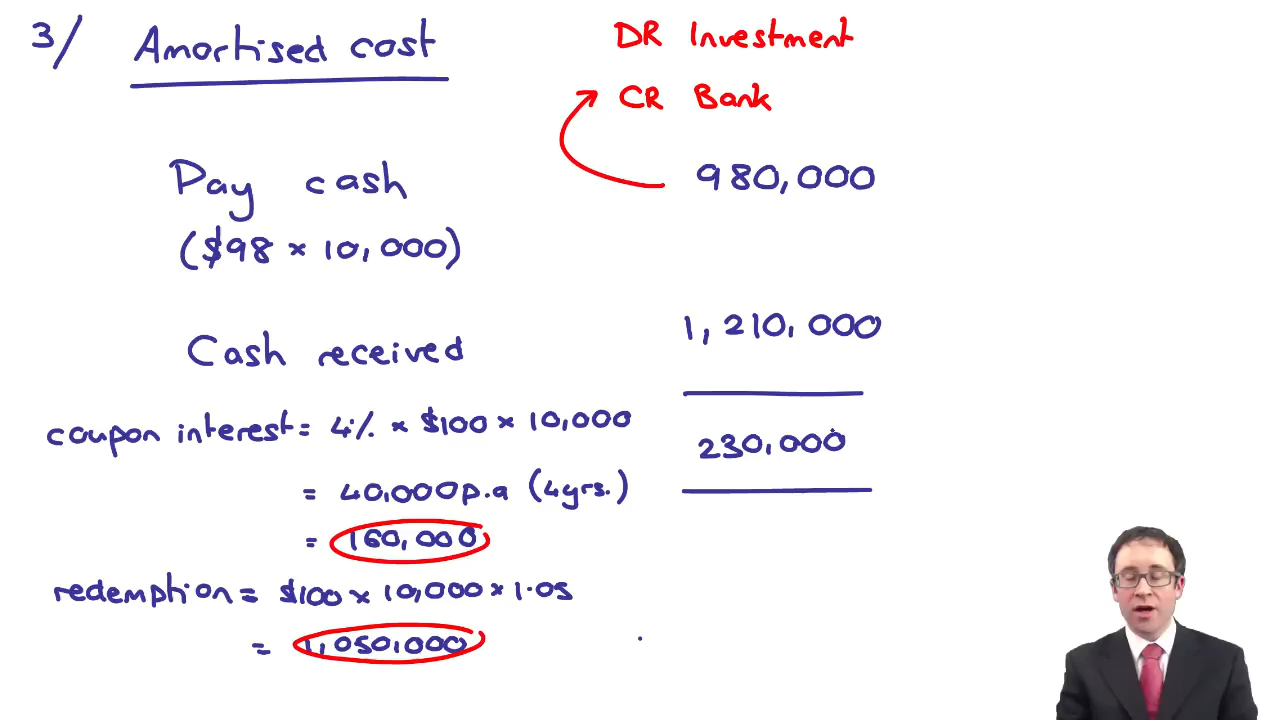 3/ Amortised cost
DR Investment
CR Bank
Pay cash 980,000
($98 × 10,000)
Cash received 1,210,000
coupon interest = 4% × $100 × 10,000
230,000
= 40,000 p.a (4yrs.)
= 160,000
redemption = $100 × 10,000 × 1.05
= 1,050,000